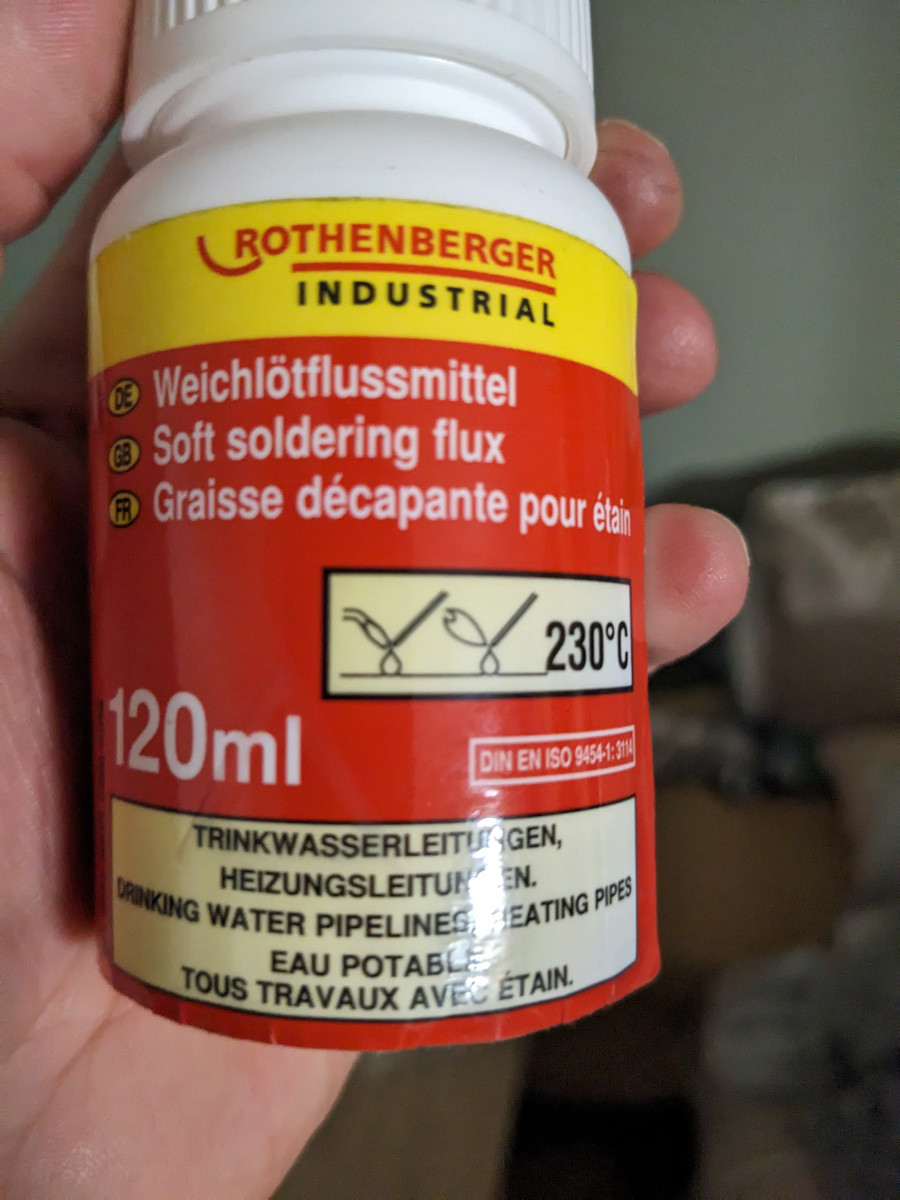 ROTHENBERGER
INDUSTRIAL
DE Weichlötflussmittel
GB Soft soldering flux
FR Graisse décapante pour étain
230°C
120ml
DIN EN ISO 9454-1: 3114
TRINKWASSERLEITUNGEN,
HEIZUNGSLEITUNGEN.
DRINKING WATER PIPELINES, HEATING PIPES
EAU POTABLE
TOUS TRAVAUX AVEC ÉTAIN.